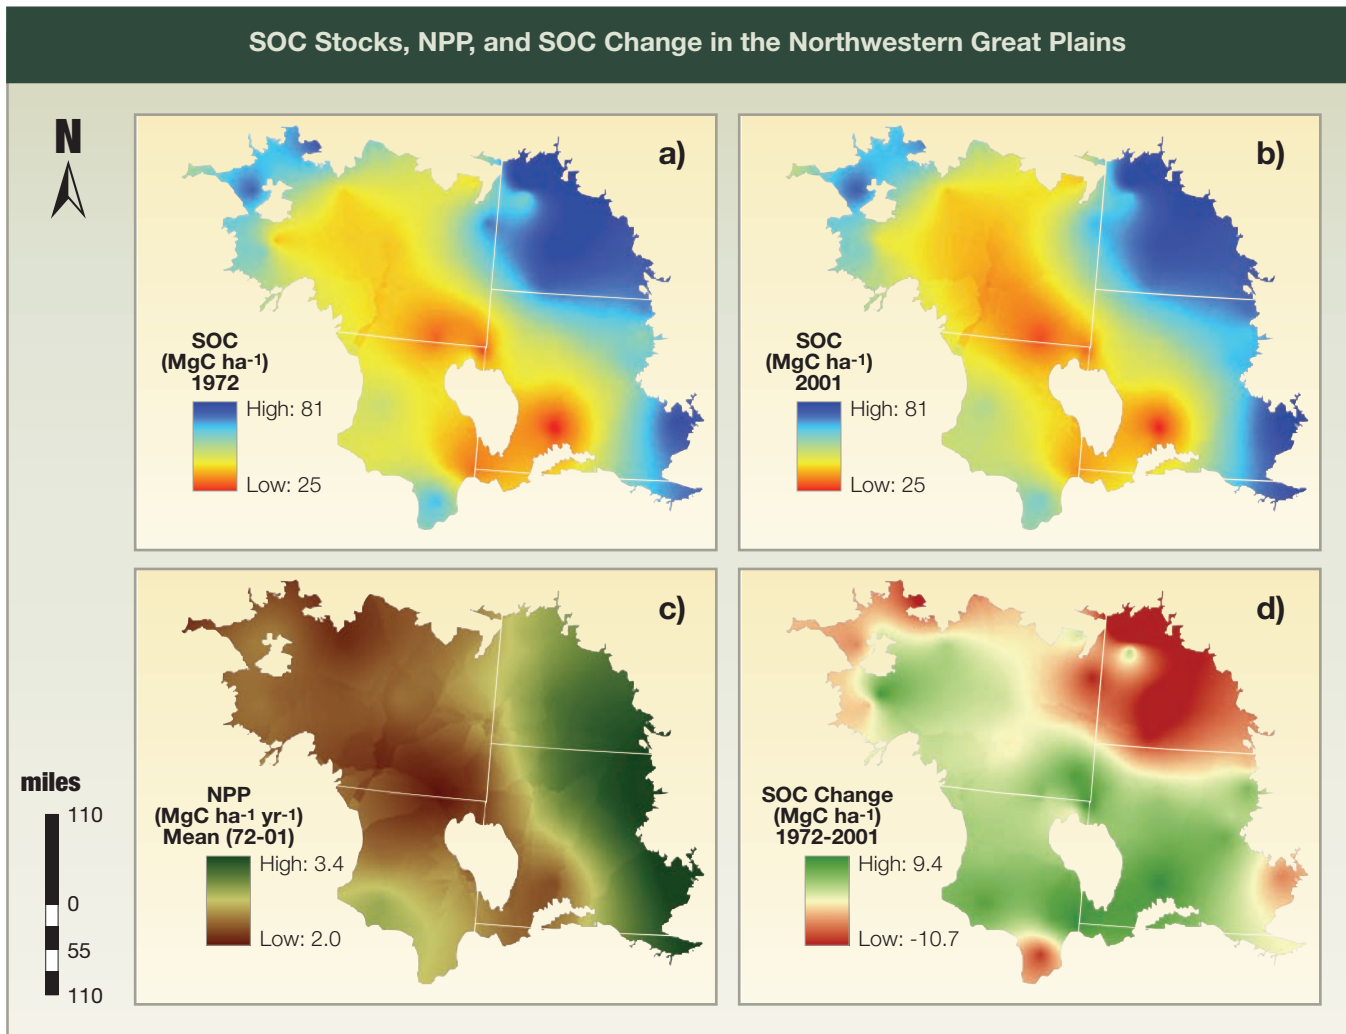 SOC Stocks, NPP, and SOC Change in the Northwestern Great Plains
N
a)
SOC
(MgC ha-1)
1972
High: 81
Low: 25
b)
SOC
(MgC ha-1)
2001
High: 81
Low: 25
c)
NPP
(MgC ha-1 yr-1)
Mean (72-01)
High: 3.4
Low: 2.0
d)
SOC Change
(MgC ha-1)
1972-2001
High: 9.4
Low: -10.7
miles
110
0
55
110